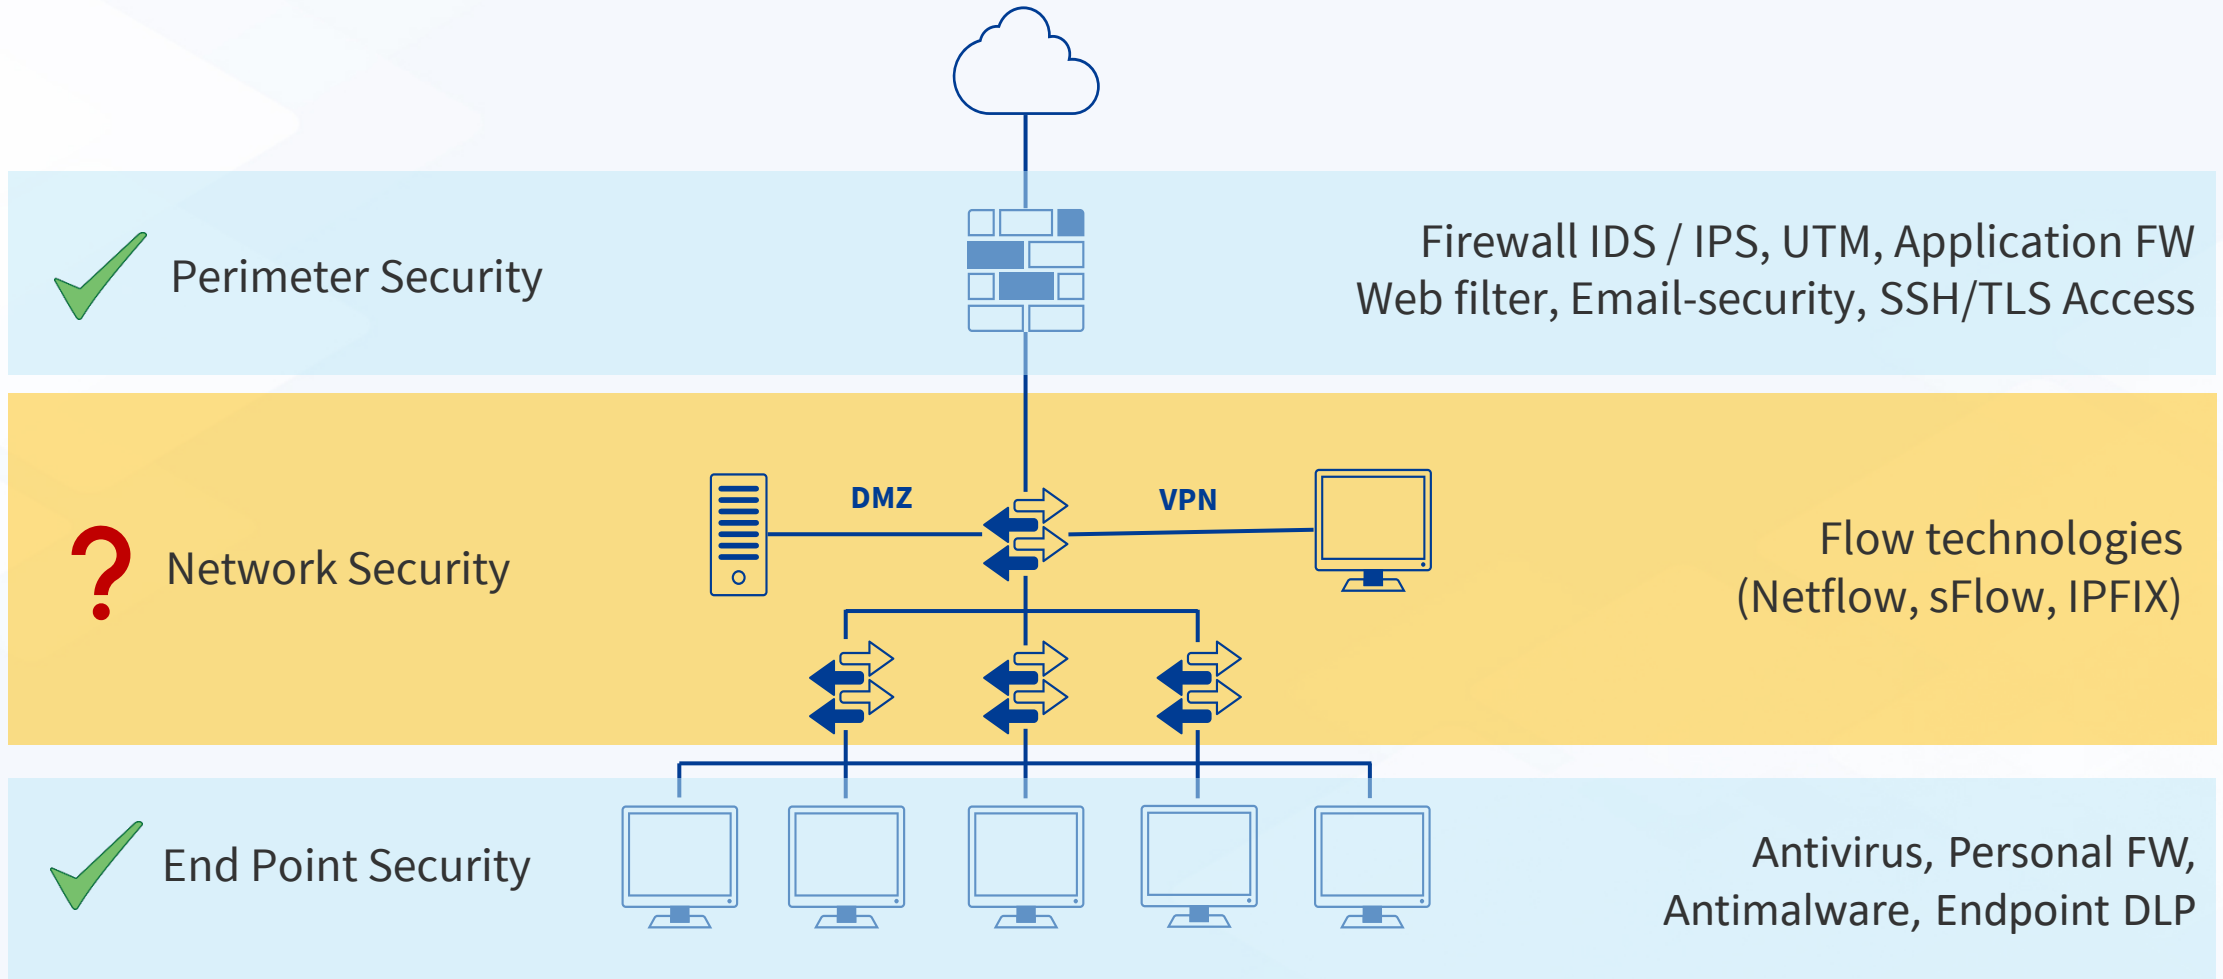 Perimeter Security
Firewall IDS / IPS, UTM, Application FW
Web filter, Email-security, SSH/TLS Access
DMZ
VPN
?
Network Security
Flow technologies
(Netflow, sFlow, IPFIX)
End Point Security
Antivirus, Personal FW,
Antimalware, Endpoint DLP